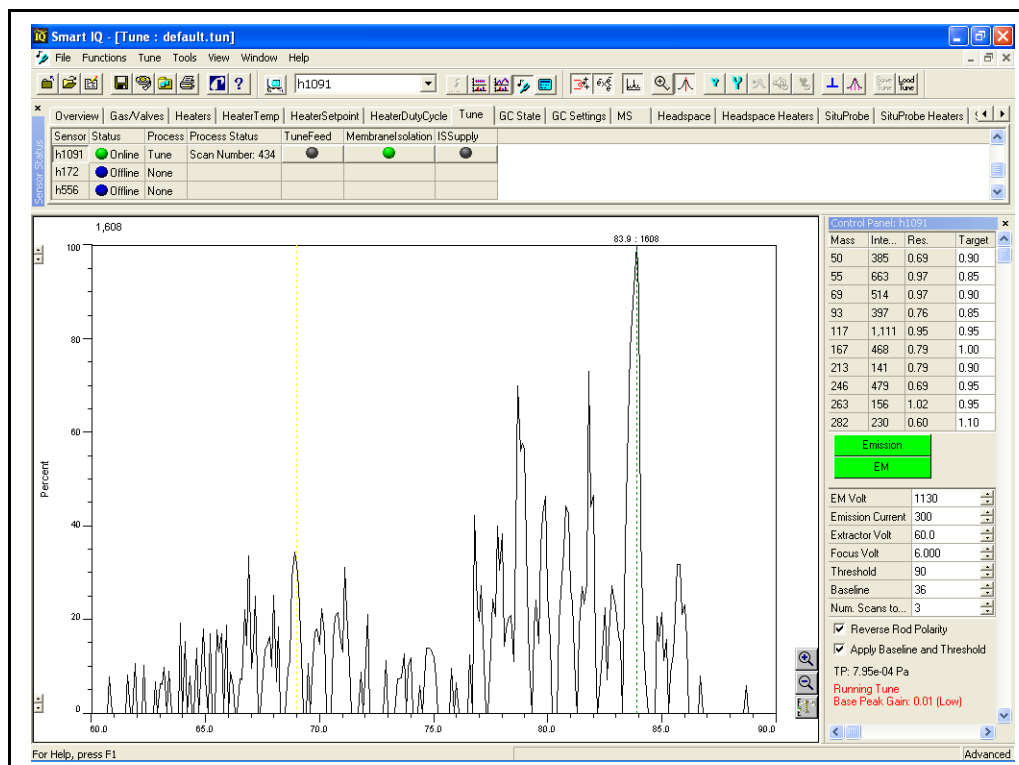 Smart IQ - [Tune : default.tun]
File Functions Tune Tools View Window Help
h1091
Save Tune Load Tune
Overview Gas/Valves Heaters HeaterTemp HeaterSetpoint HeaterDutyCycle Tune GC State GC Settings MS Headspace Headspace Heaters SituProbe SituProbe Heaters
Sensor Status
Sensor Status Process Process Status TuneFeed MembraneIsolation ISSupply
h1091 Online Tune Scan Number: 434
h172 Offline None
h556 Offline None
1,608
83.9 : 1608
100
80
60
40
20
0
Percent
60.0 65.0 70.0 75.0 80.0 85.0 90.0
Control Panel: h1091
Mass Inte... Res. Target
50 385 0.69 0.90
55 663 0.97 0.85
69 514 0.97 0.90
93 397 0.76 0.85
117 1,111 0.95 0.95
167 468 0.79 1.00
213 141 0.79 0.90
246 479 0.69 0.95
263 156 1.02 0.95
282 230 0.60 1.10
Emission
EM
EM Volt 1130
Emission Current 300
Extractor Volt 60.0
Focus Volt 6.000
Threshold 90
Baseline 36
Num. Scans to... 3
Reverse Rod Polarity
Apply Baseline and Threshold
TP: 7.95e-04 Pa
Running Tune
Base Peak Gain: 0.01 (Low)
For Help, press F1
Advanced